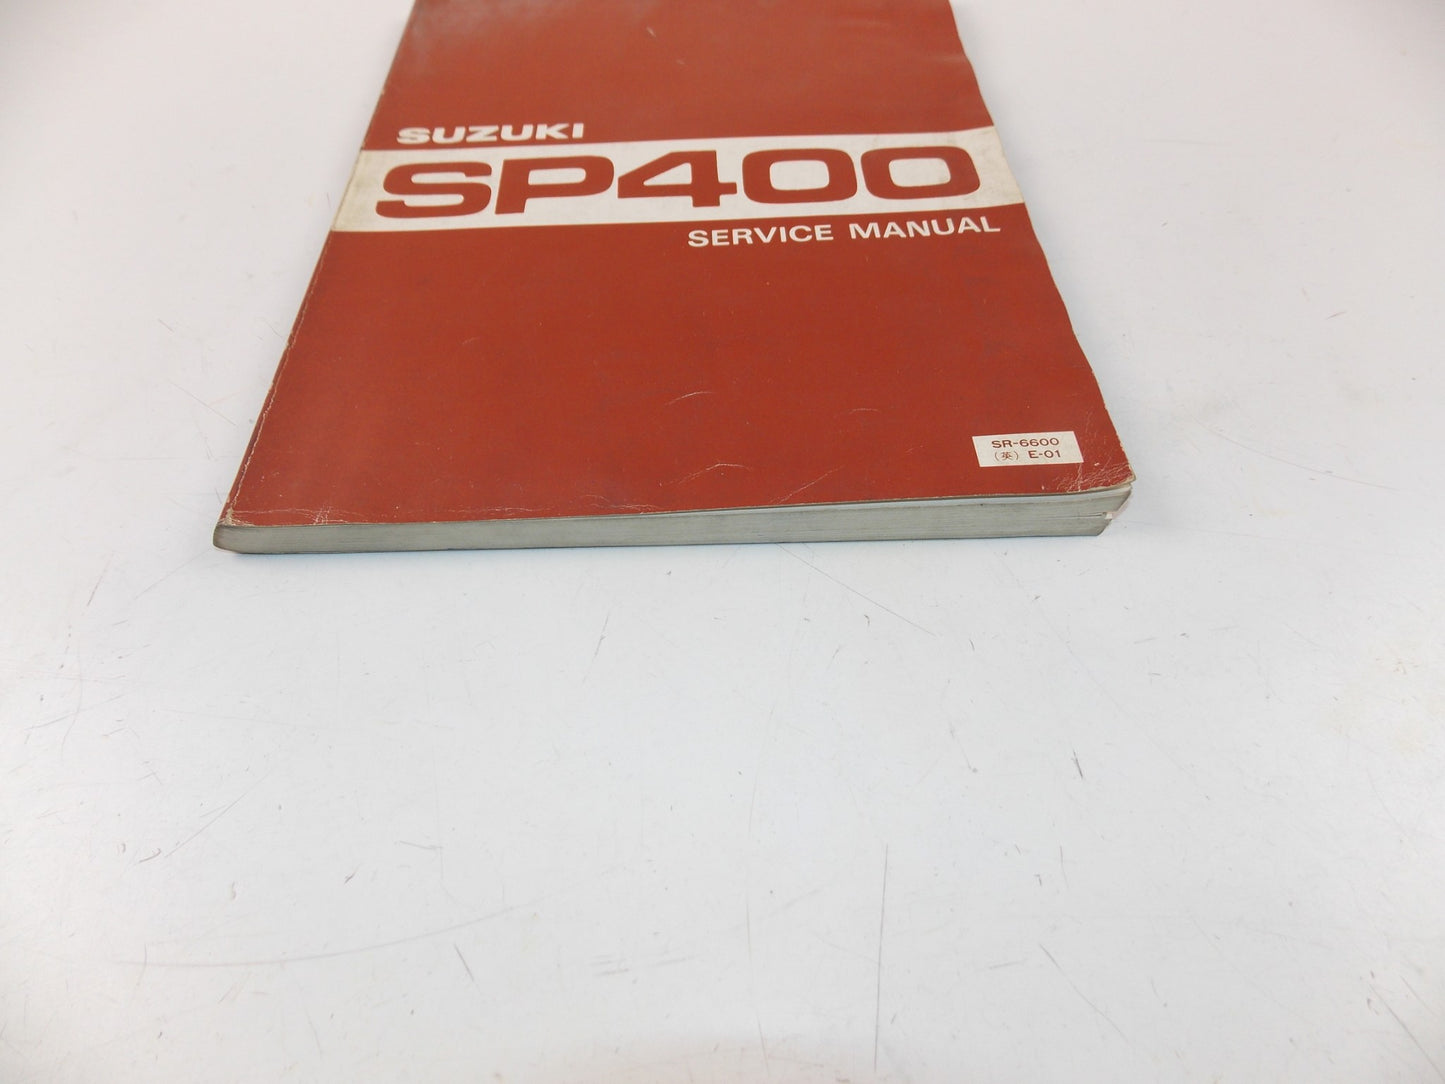 SUZUKI
SP400
SERVICE MANUAL
SR-6600
(英) E-01